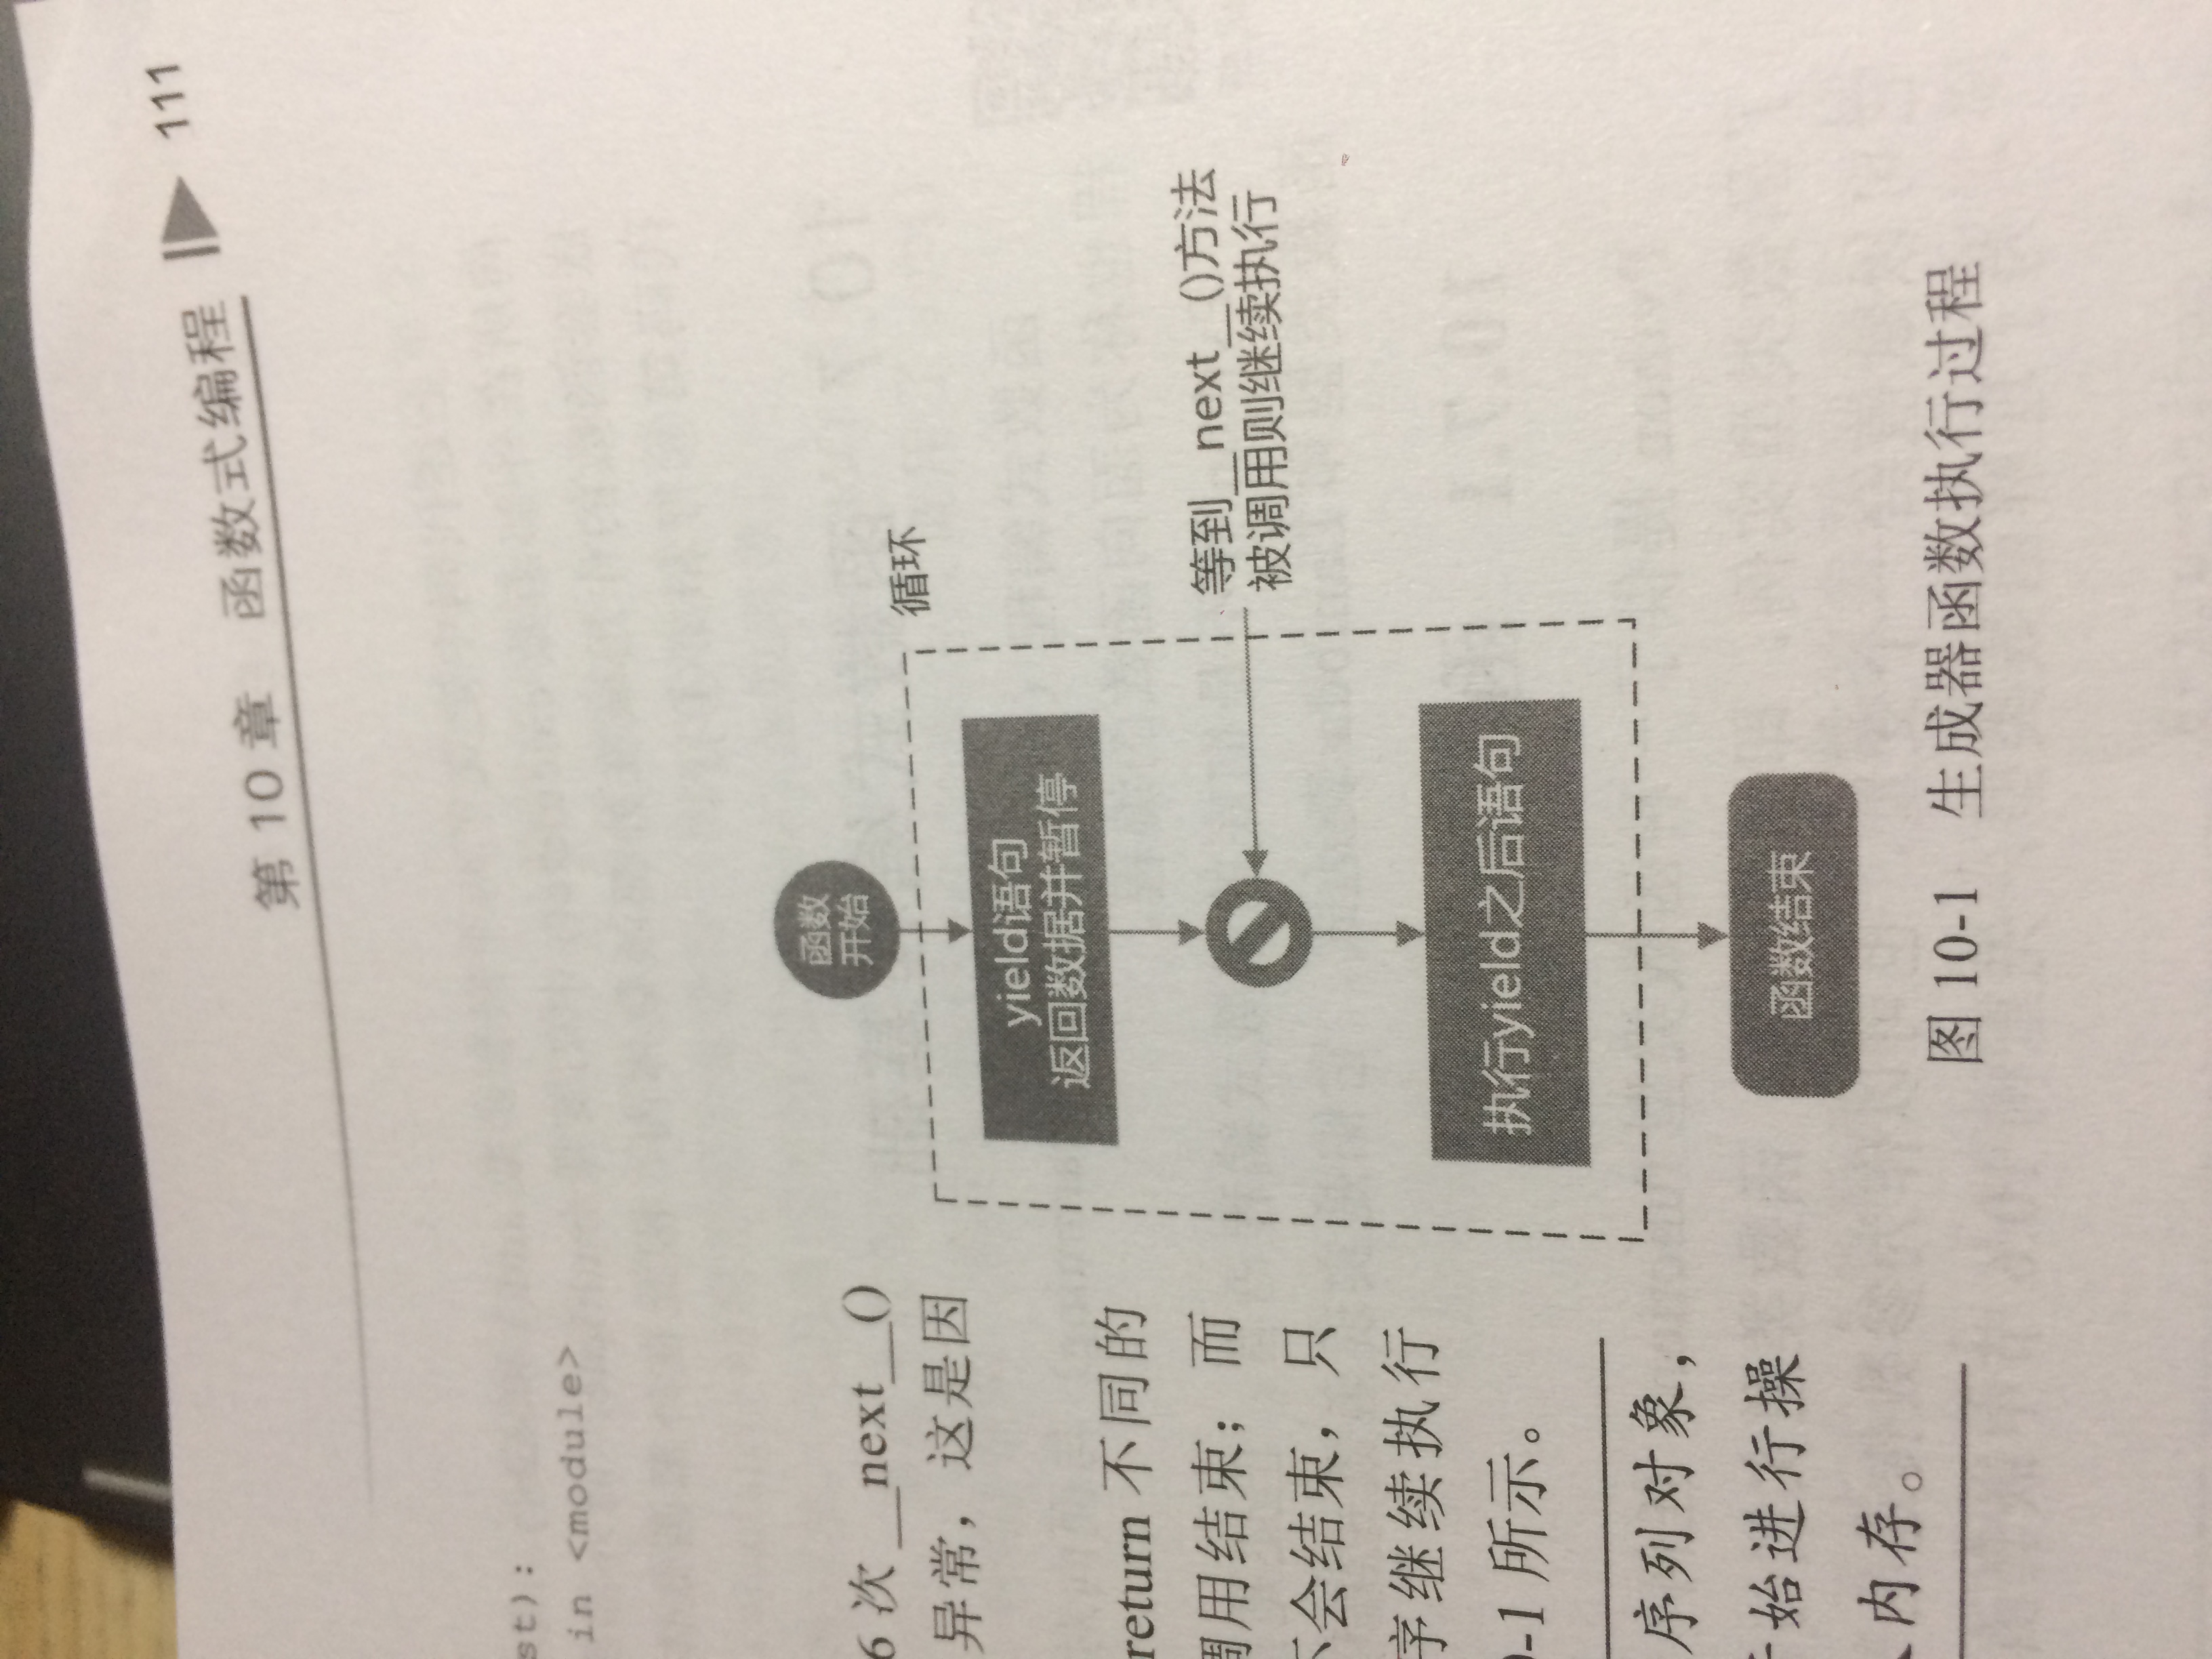 第 10 章 函数式编程 111
st):
in <module>
6 次 __next__()
异常，这是因
return 不同的
调用结束；而
不会结束，只
序继续执行
0-1 所示。
序列对象，
开始进行操
内存。
函数
开始
循环
yield语句
返回数据并暂停
等到__next__()方法
被调用则继续执行
执行yield之后语句
函数结束
图 10-1 生成器函数执行过程